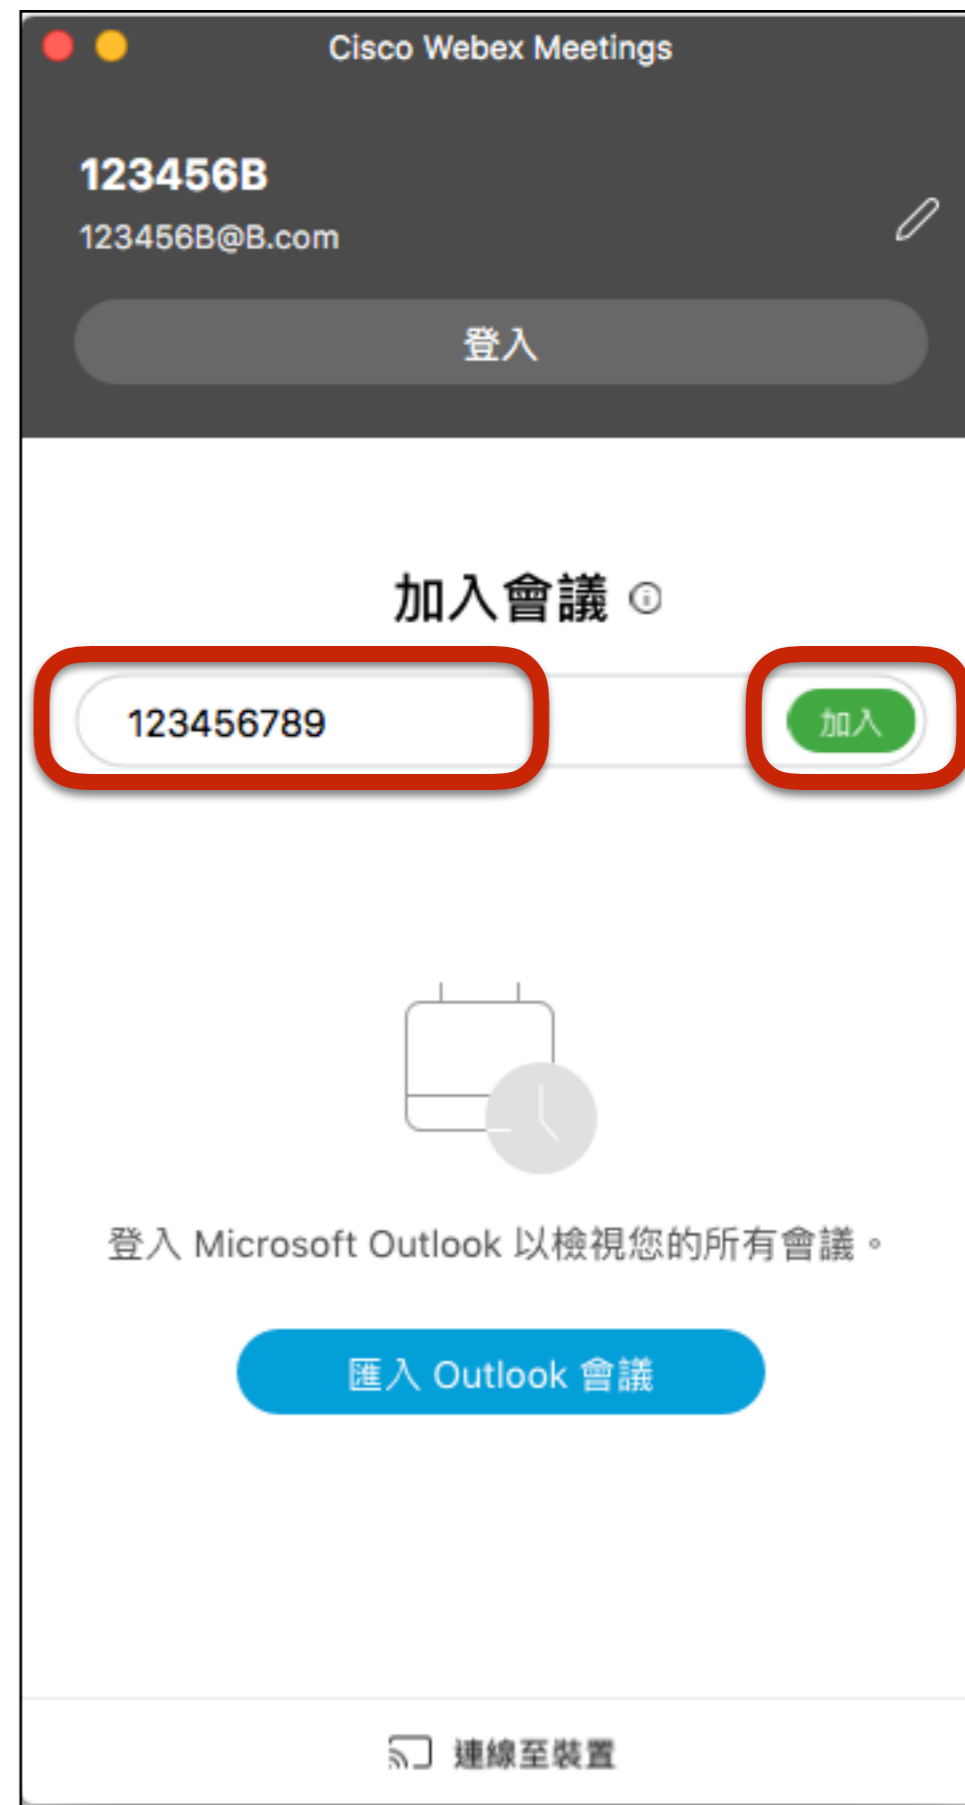 Cisco Webex Meetings
123456B
123456B@B.com
登入
加入會議
123456789
加入
登入 Microsoft Outlook 以檢視您的所有會議。
匯入 Outlook 會議
連線至裝置